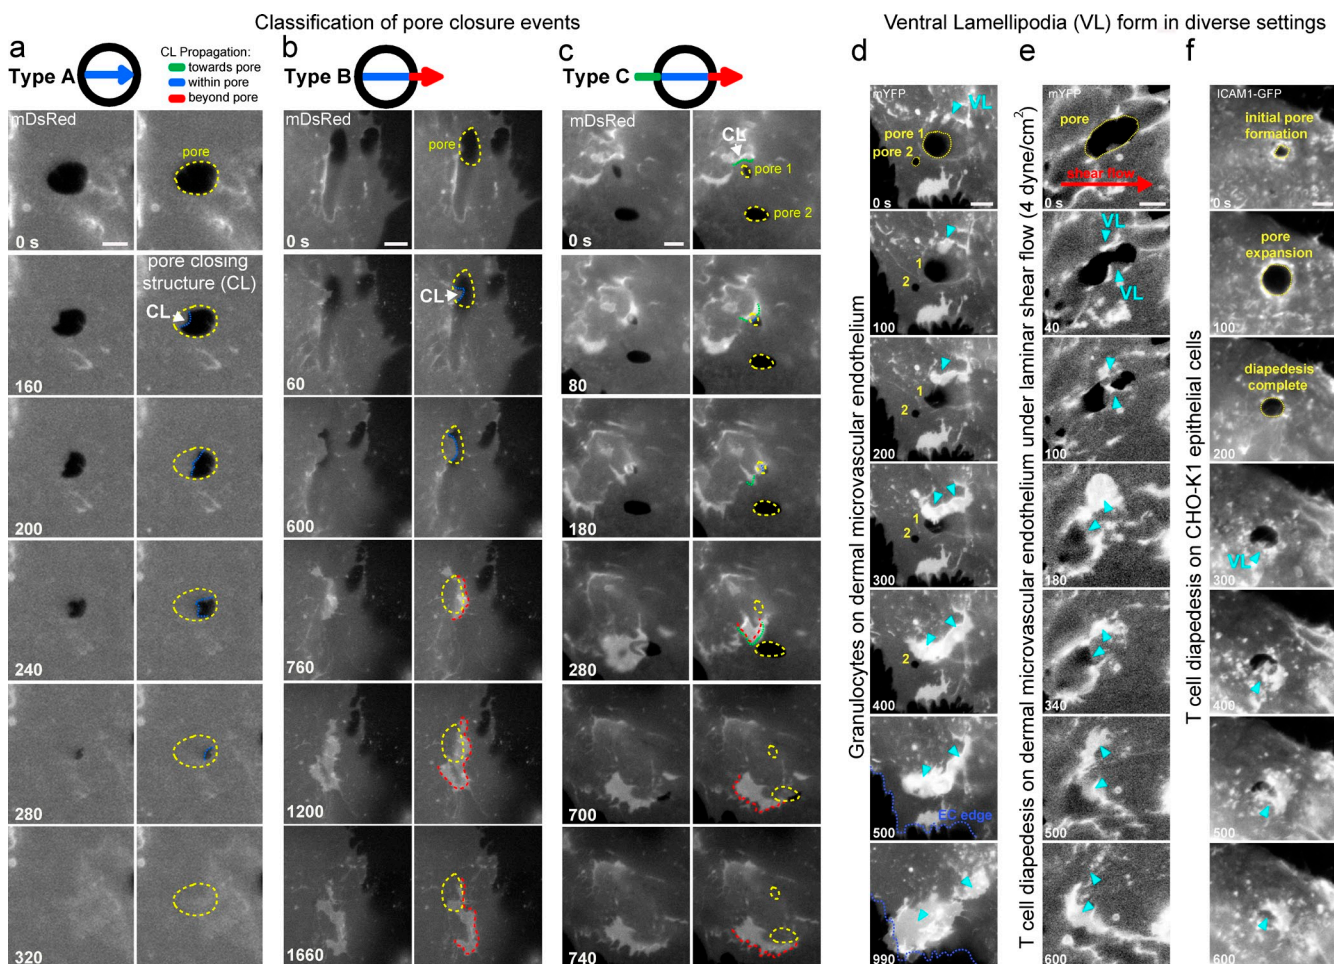 Classification of pore closure events
Ventral Lamellipodia (VL) form in diverse settings
a
Type A
CL Propagation:
towards pore
within pore
beyond pore
mDsRed
pore
0 s
pore closing
structure (CL)
CL
160
200
240
280
320
b
Type B
mDsRed
pore
0 s
CL
60
600
760
1200
1660
c
Type C
mDsRed
CL
pore 1
pore 2
0 s
80
180
280
700
740
d
Granulocytes on dermal microvascular endothelium
mYFP
VL
pore 1
pore 2
0 s
1
2
100
1
2
200
1
2
300
2
400
EC edge
500
990
e
T cell diapedesis on dermal microvascular endothelium under laminar shear flow (4 dyne/cm²)
mYFP
pore
shear flow
0 s
VL
VL
40
100
180
340
500
600
f
T cell diapedesis on CHO-K1 epithelial cells
ICAM1-GFP
initial pore
formation
0 s
pore
expansion
100
diapedesis
complete
200
VL
300
400
500
600